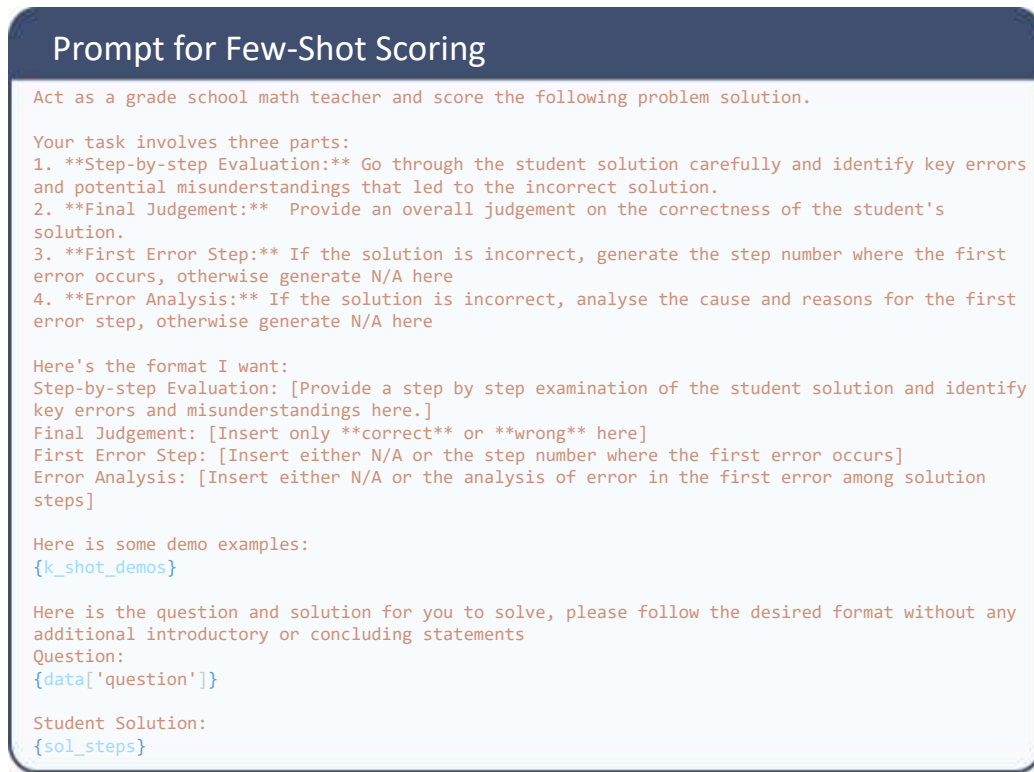 Prompt for Few-Shot Scoring
Act as a grade school math teacher and score the following problem solution.
Your task involves three parts:
1. **Step-by-step Evaluation:** Go through the student solution carefully and identify key errors
and potential misunderstandings that led to the incorrect solution.
2. **Final Judgement:**  Provide an overall judgement on the correctness of the student's
solution.
3. **First Error Step:** If the solution is incorrect, generate the step number where the first
error occurs, otherwise generate N/A here
4. **Error Analysis:** If the solution is incorrect, analyse the cause and reasons for the first
error step, otherwise generate N/A here
Here's the format I want:
Step-by-step Evaluation: [Provide a step by step examination of the student solution and identify
key errors and misunderstandings here.]
Final Judgement: [Insert only **correct** or **wrong** here]
First Error Step: [Insert either N/A or the step number where the first error occurs]
Error Analysis: [Insert either N/A or the analysis of error in the first error among solution
steps]
Here is some demo examples:
{k_shot_demos}
Here is the question and solution for you to solve, please follow the desired format without any
additional introductory or concluding statements
Question:
{data['question']}
Student Solution:
{sol_steps}